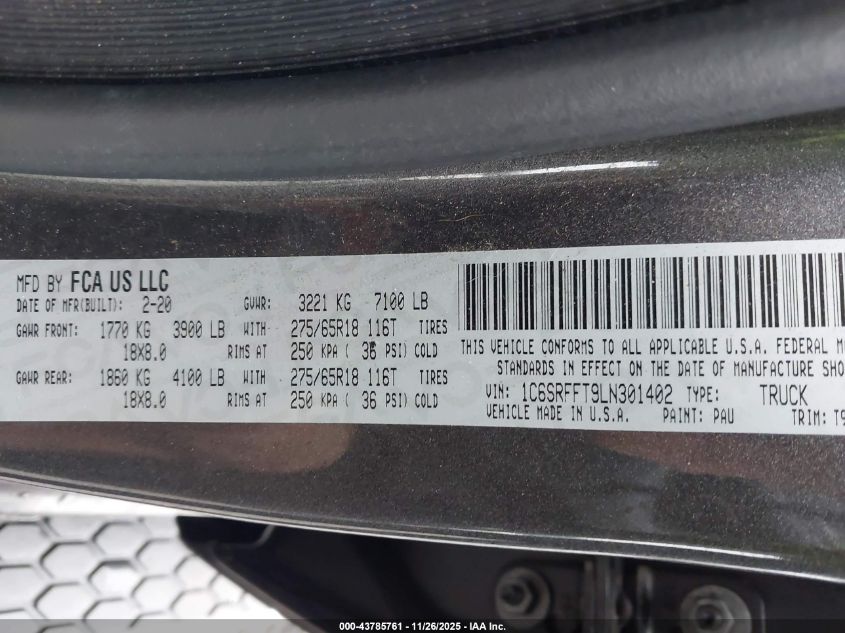 MFD BY FCA US LLC
DATE OF MFR(BUILT): 2-20 GVWR: 3221 KG 7100 LB
GAWR FRONT: 1770 KG 3900 LB WITH 275/65R18 116T TIRES
18X8.0 RIMS AT 250 KPA ( 36 PSI) COLD
GAWR REAR: 1860 KG 4100 LB WITH 275/65R18 116T TIRES
18X8.0 RIMS AT 250 KPA ( 36 PSI) COLD
THIS VEHICLE CONFORMS TO ALL APPLICABLE U.S.A. FEDERAL M
STANDARDS IN EFFECT ON THE DATE OF MANUFACTURE SHO
VIN: 1C6SRFFT9LN301402 TYPE: TRUCK
VEHICLE MADE IN U.S.A. PAINT: PAU TRIM: T9
000-43785761 - 11/26/2025 - IAA Inc.